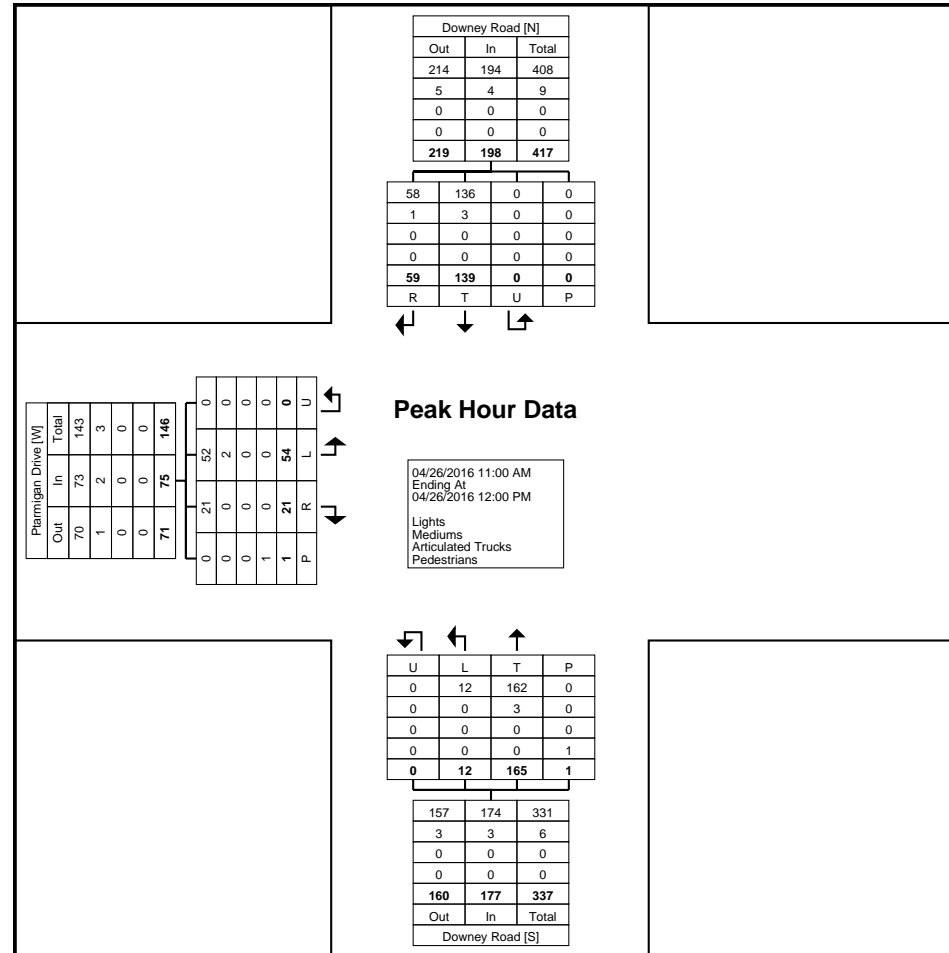 Downey Road [N]
Out In Total
214 194 408
5 4 9
0 0 0
0 0 0
219 198 417
58 136 0 0
1 3 0 0
0 0 0 0
0 0 0 0
59 139 0 0
R T U P
Ptarmigan Drive [W]
Out In Total
70 73 143
1 2 3
0 0 0
0 0 0
71 75 146
0 21 52 0
0 0 2 0
0 0 0 0
1 0 0 0
1 21 54 0
P R L U
Peak Hour Data
04/26/2016 11:00 AM
Ending At
04/26/2016 12:00 PM
Lights
Mediums
Articulated Trucks
Pedestrians
U L T P
0 12 162 0
0 0 3 0
0 0 0 0
0 0 0 1
0 12 165 1
157 174 331
3 3 6
0 0 0
0 0 0
160 177 337
Out In Total
Downey Road [S]